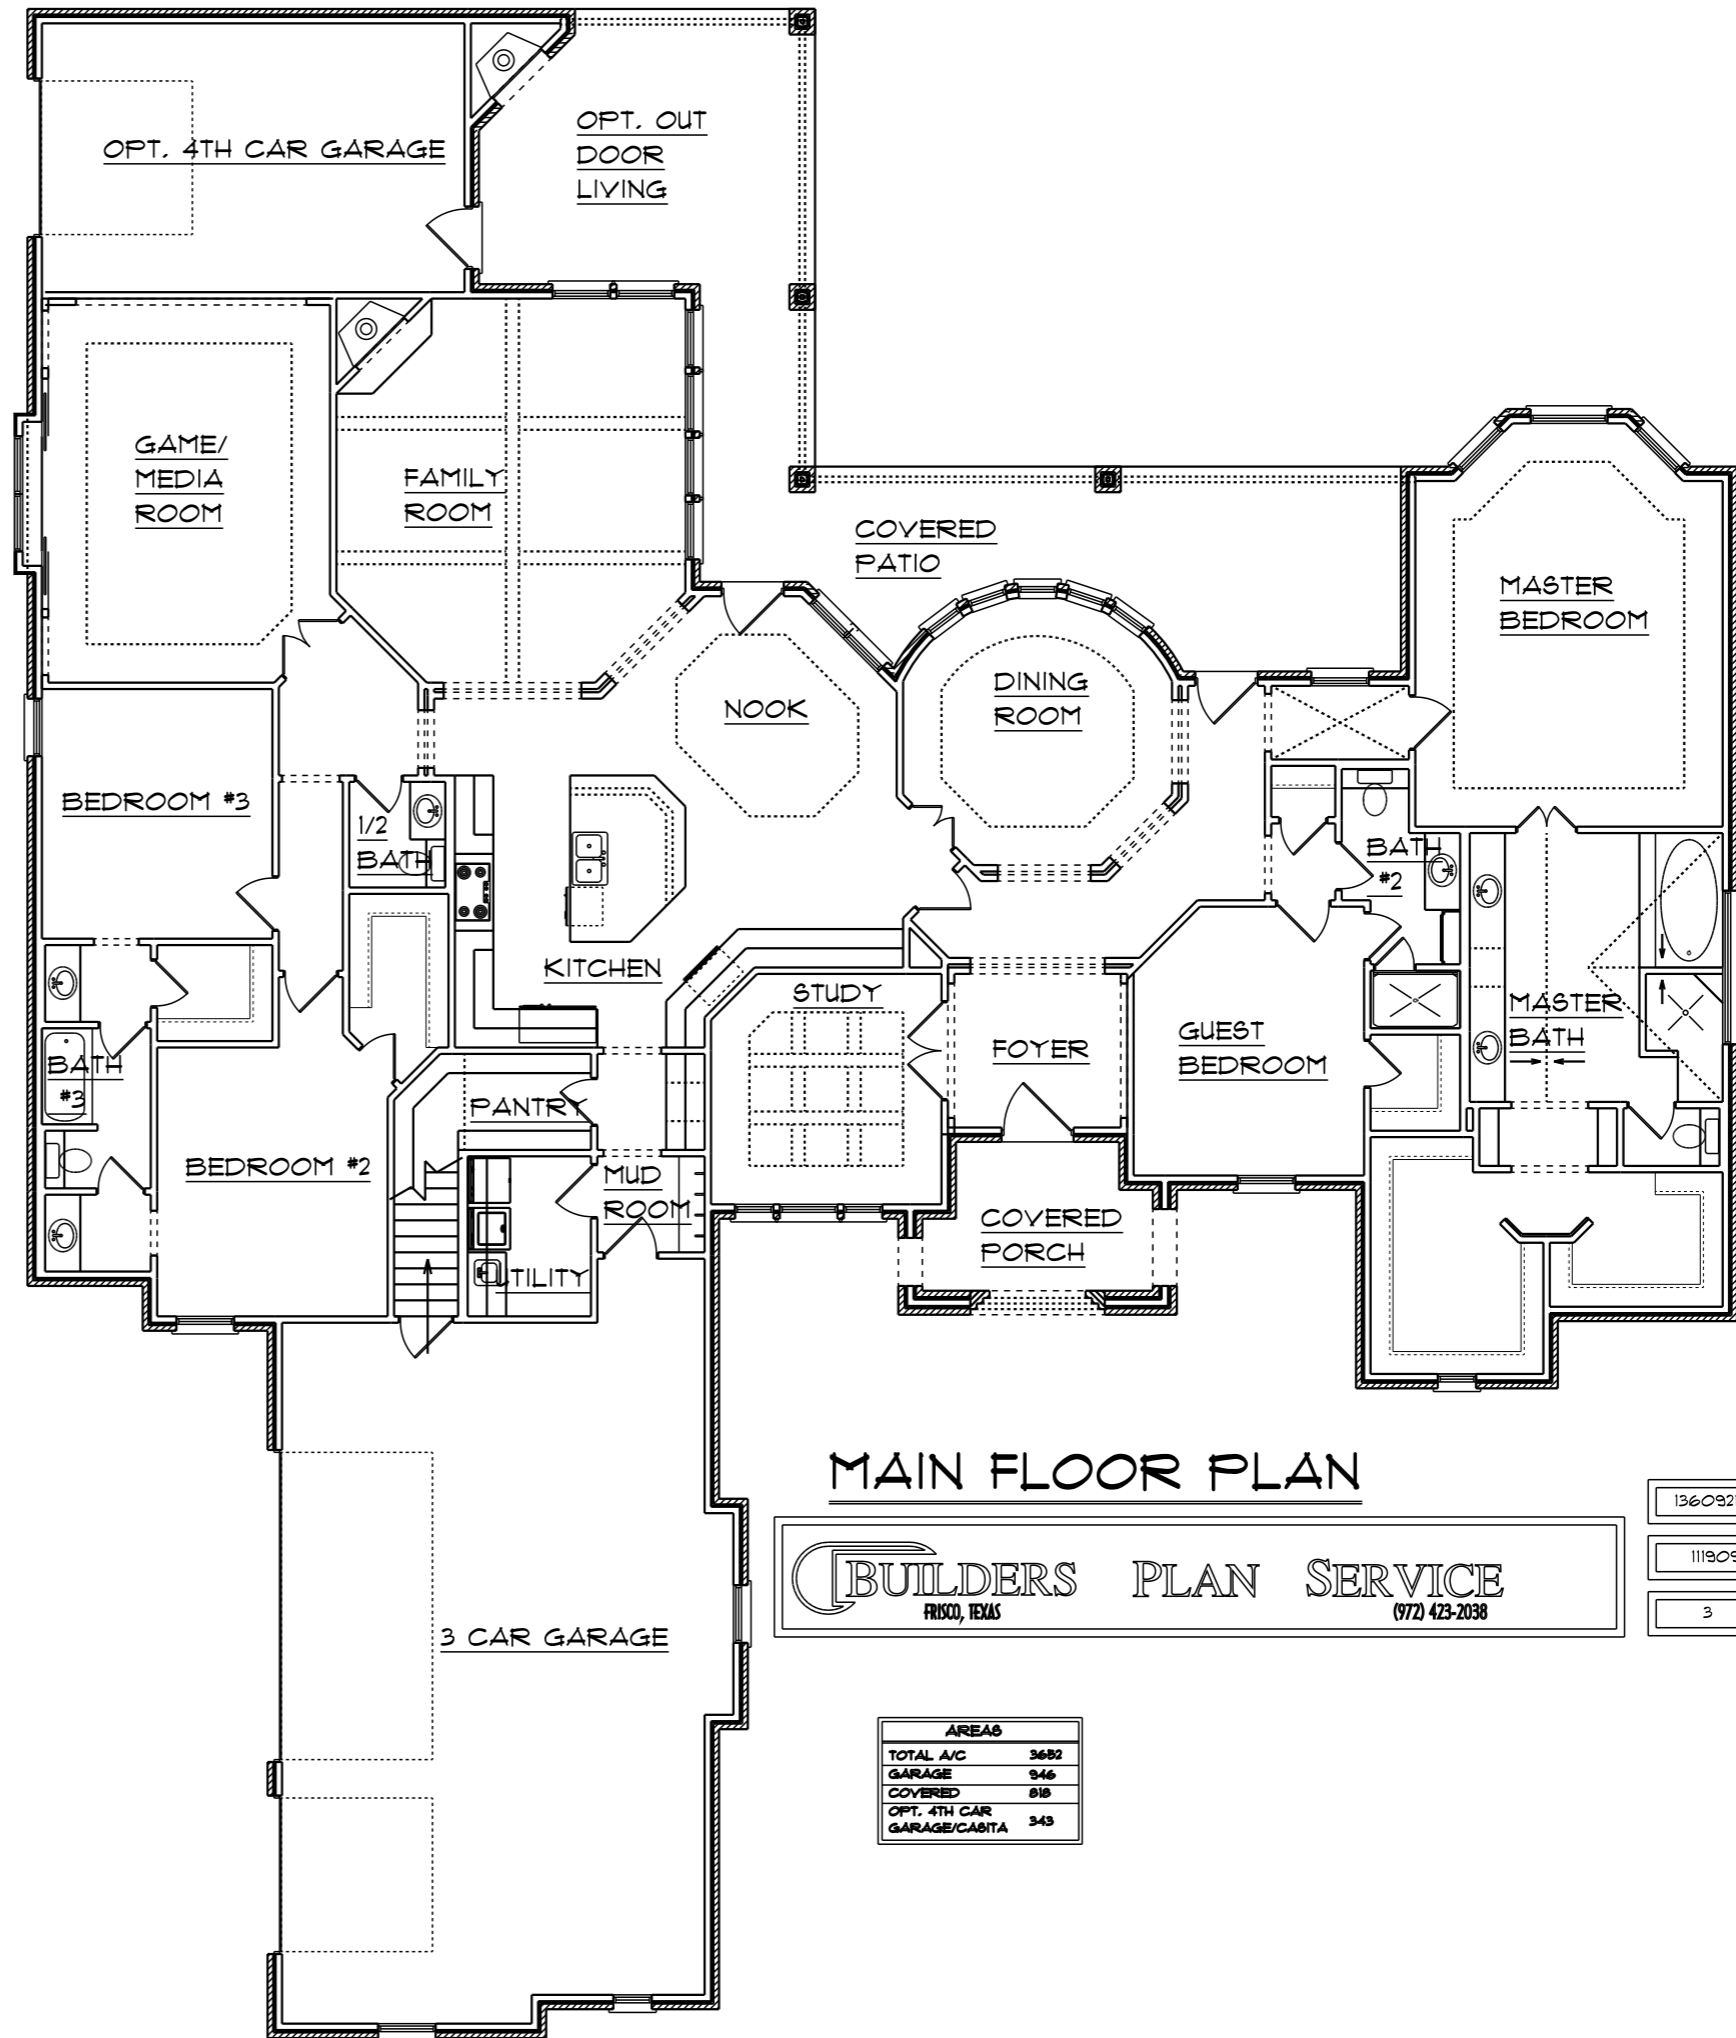 OPT. 4TH CAR GARAGE
OPT. OUT
DOOR
LIVING
GAME/
MEDIA
ROOM
FAMILY
ROOM
COVERED
PATIO
MASTER
BEDROOM
NOOK
DINING
ROOM
BEDROOM #3
1/2
BATH
BATH
#2
KITCHEN
STUDY
MASTER
BATH
FOYER
GUEST
BEDROOM
BATH
#3
PANTRY
BEDROOM #2
MUD
ROOM
COVERED
PORCH
UTILITY
MAIN FLOOR PLAN
BUILDERS PLAN SERVICE
FRISCO, TEXAS (972) 423-2038
111909
3
3 CAR GARAGE
AREAS
TOTAL A/C 3652
GARAGE 946
COVERED 818
OPT. 4TH CAR
GARAGE/CASITA 343